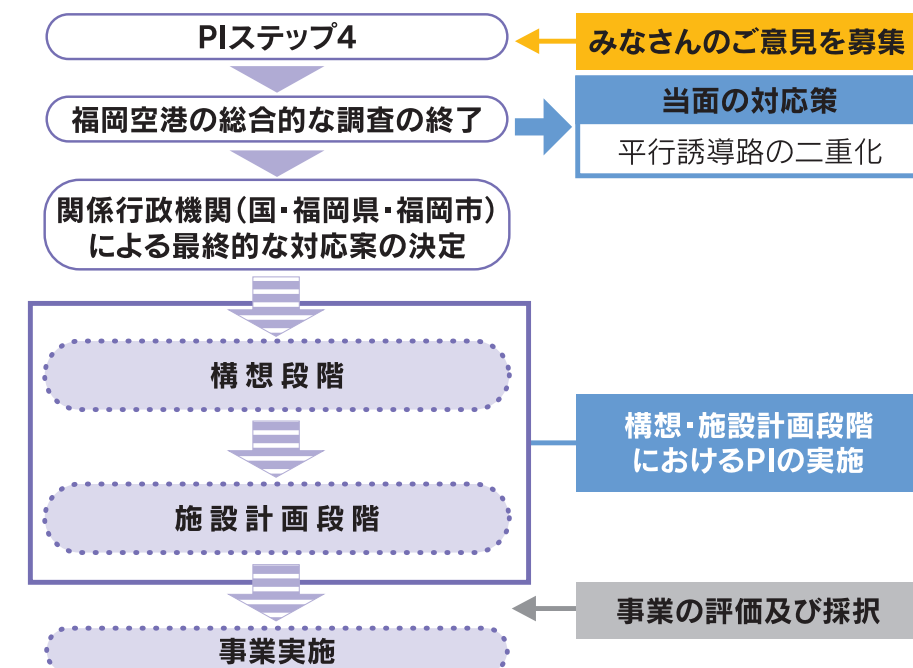 PIステップ4
みなさんのご意見を募集
福岡空港の総合的な調査の終了
当面の対応策
平行誘導路の二重化
関係行政機関(国・福岡県・福岡市)
による最終的な対応案の決定
構想段階
構想・施設計画段階
におけるPIの実施
施設計画段階
事業の評価及び採択
事業実施